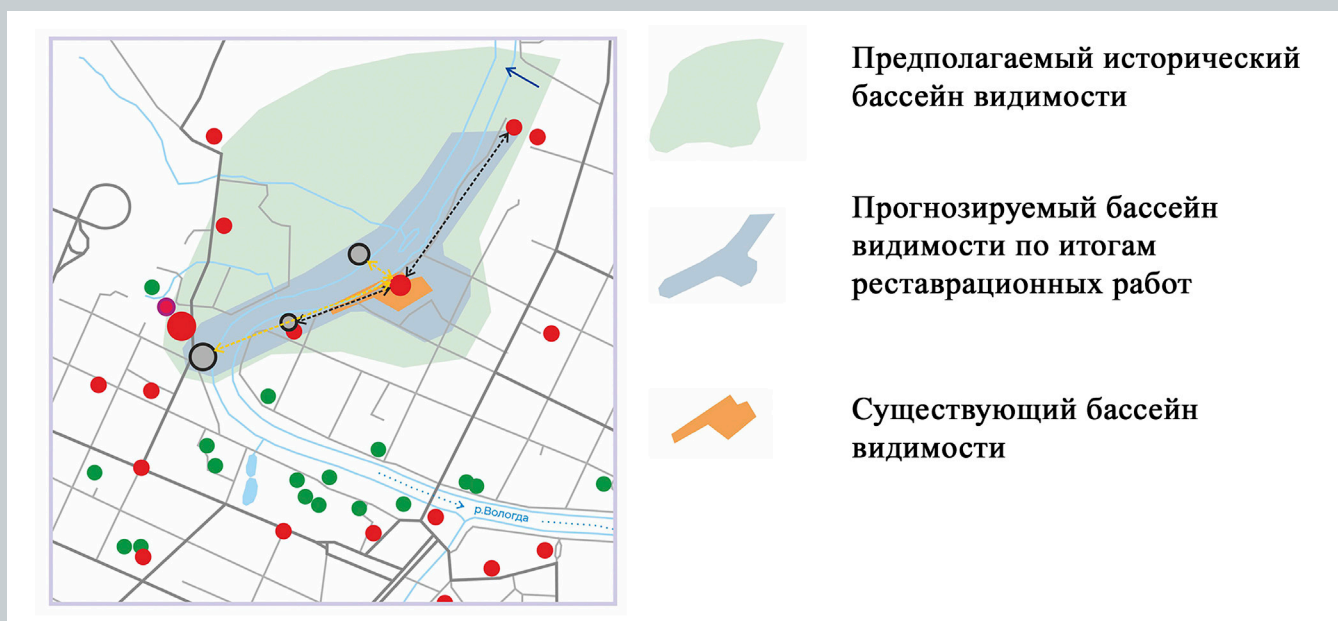 Предполагаемый исторический
бассейн видимости
Прогнозируемый бассейн
видимости по итогам
реставрационных работ
Существующий бассейн
видимости
р.Вологда